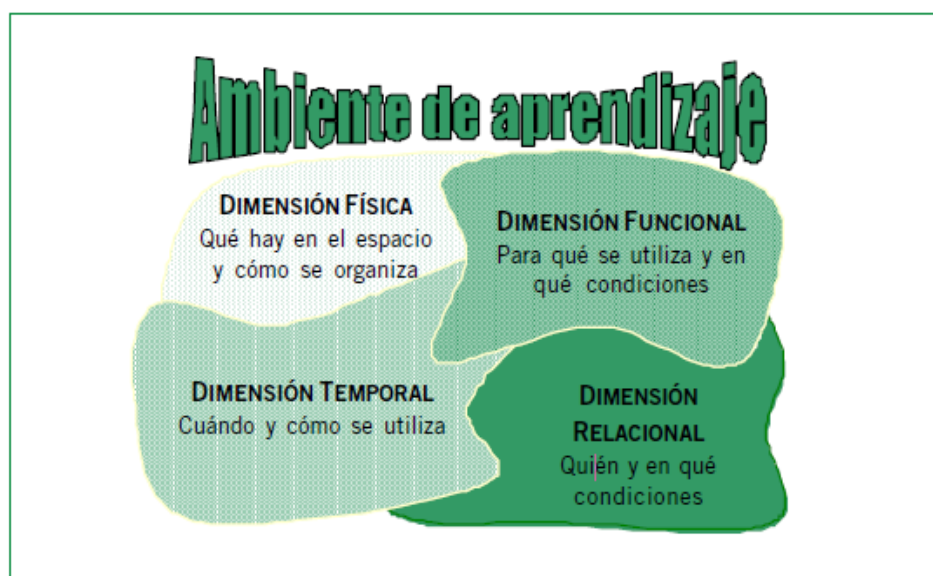 Ambiente de aprendizaje
DIMENSIÓN FÍSICA
Qué hay en el espacio
y cómo se organiza
DIMENSIÓN FUNCIONAL
Para qué se utiliza y en
qué condiciones
DIMENSIÓN TEMPORAL
Cuándo y cómo se utiliza
DIMENSIÓN
RELACIONAL
Quién y en qué
condiciones